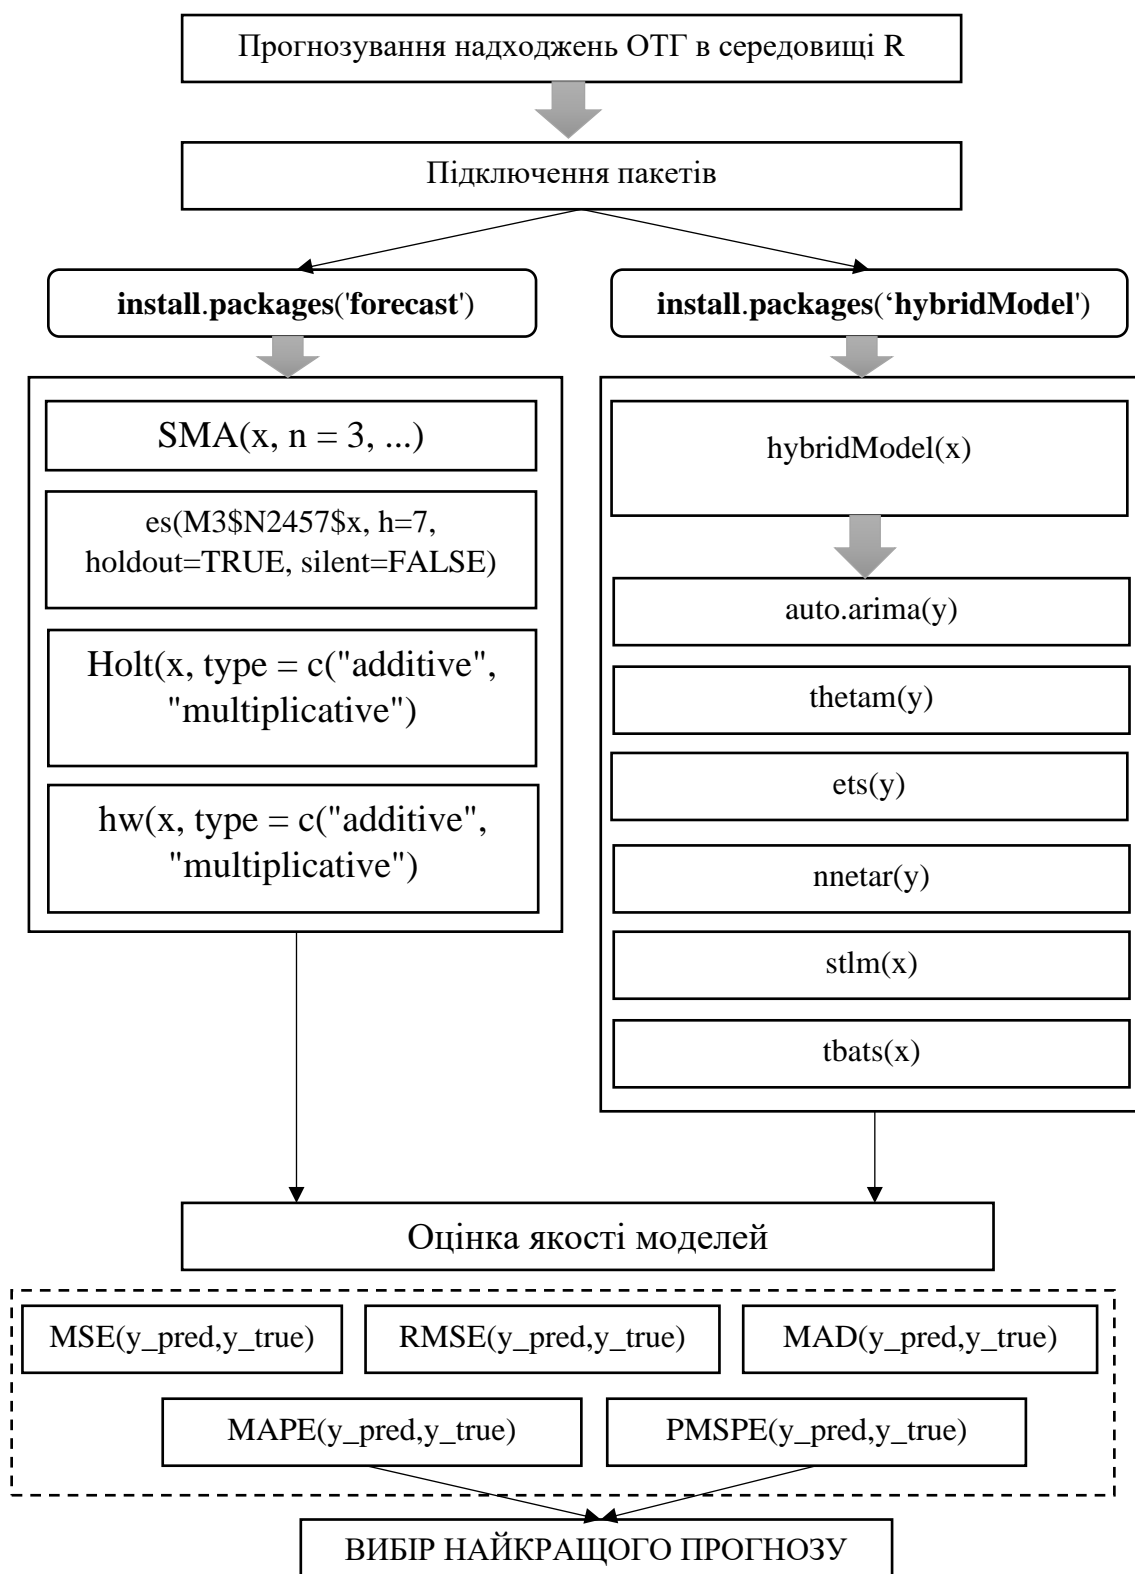 Прогнозування надходжень ОТГ в середовищі R
Підключення пакетів
install.packages('forecast')
install.packages(‘hybridModel')
SMA(x, n = 3, ...)
es(M3$N2457$x, h=7,
holdout=TRUE, silent=FALSE)
Holt(x, type = c("additive",
"multiplicative")
hw(x, type = c("additive",
"multiplicative")
hybridModel(x)
auto.arima(y)
thetam(y)
ets(y)
nnetar(y)
stlm(x)
tbats(x)
Оцінка якості моделей
MSE(y_pred,y_true)
RMSE(y_pred,y_true)
MAD(y_pred,y_true)
MAPE(y_pred,y_true)
PMSPE(y_pred,y_true)
ВИБІР НАЙКРАЩОГО ПРОГНОЗУ